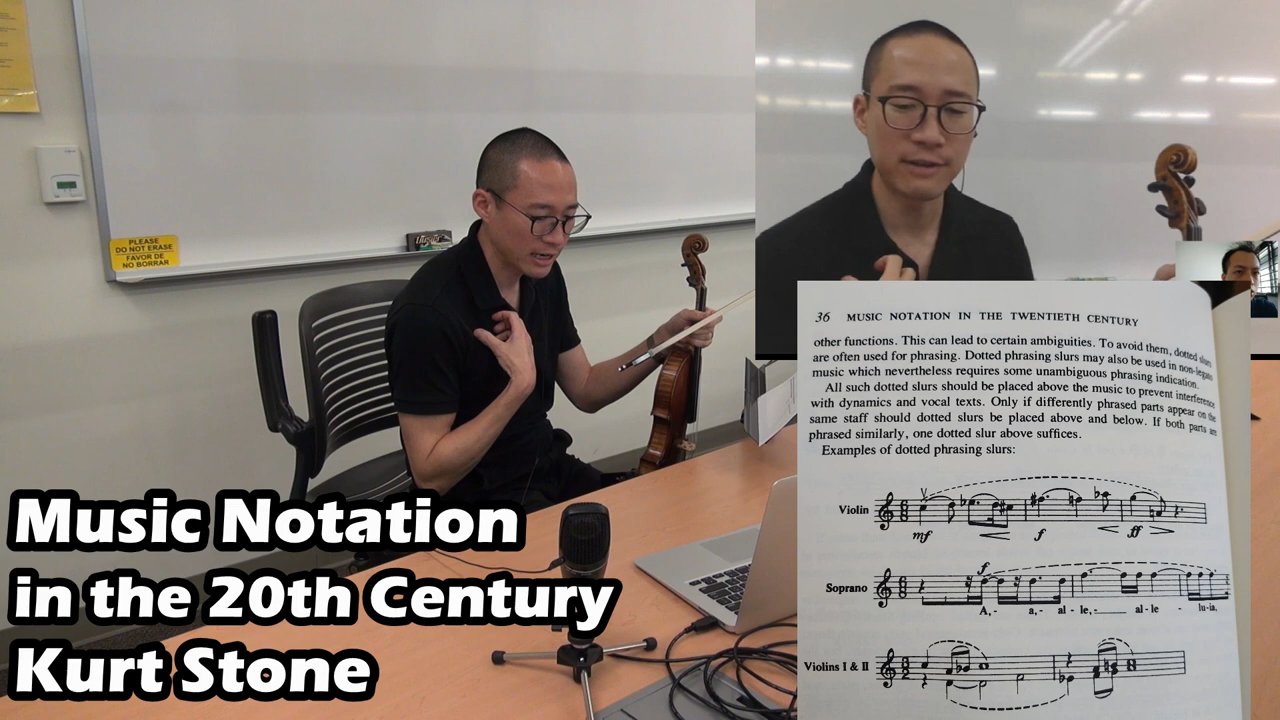 PLEASE
DO NOT ERASE
FAVOR DE
NO BORRAR
Music Notation
in the 20th Century
Kurt Stone
36 MUSIC NOTATION IN THE TWENTIETH CENTURY
other functions. This can lead to certain ambiguities. To avoid them, dotted slurs
are often used for phrasing. Dotted phrasing slurs may also be used in non-legato
music which nevertheless requires some unambiguous phrasing indication.
All such dotted slurs should be placed above the music to prevent interference
with dynamics and vocal texts. Only if differently phrased parts appear on the
same staff should dotted slurs be placed above and below. If both parts are
phrased similarly, one dotted slur above suffices.
Examples of dotted phrasing slurs:
Violin
mf f ff
Soprano
f
A, - a, - al - le, - al - le - lu-ia,
Violins I & II